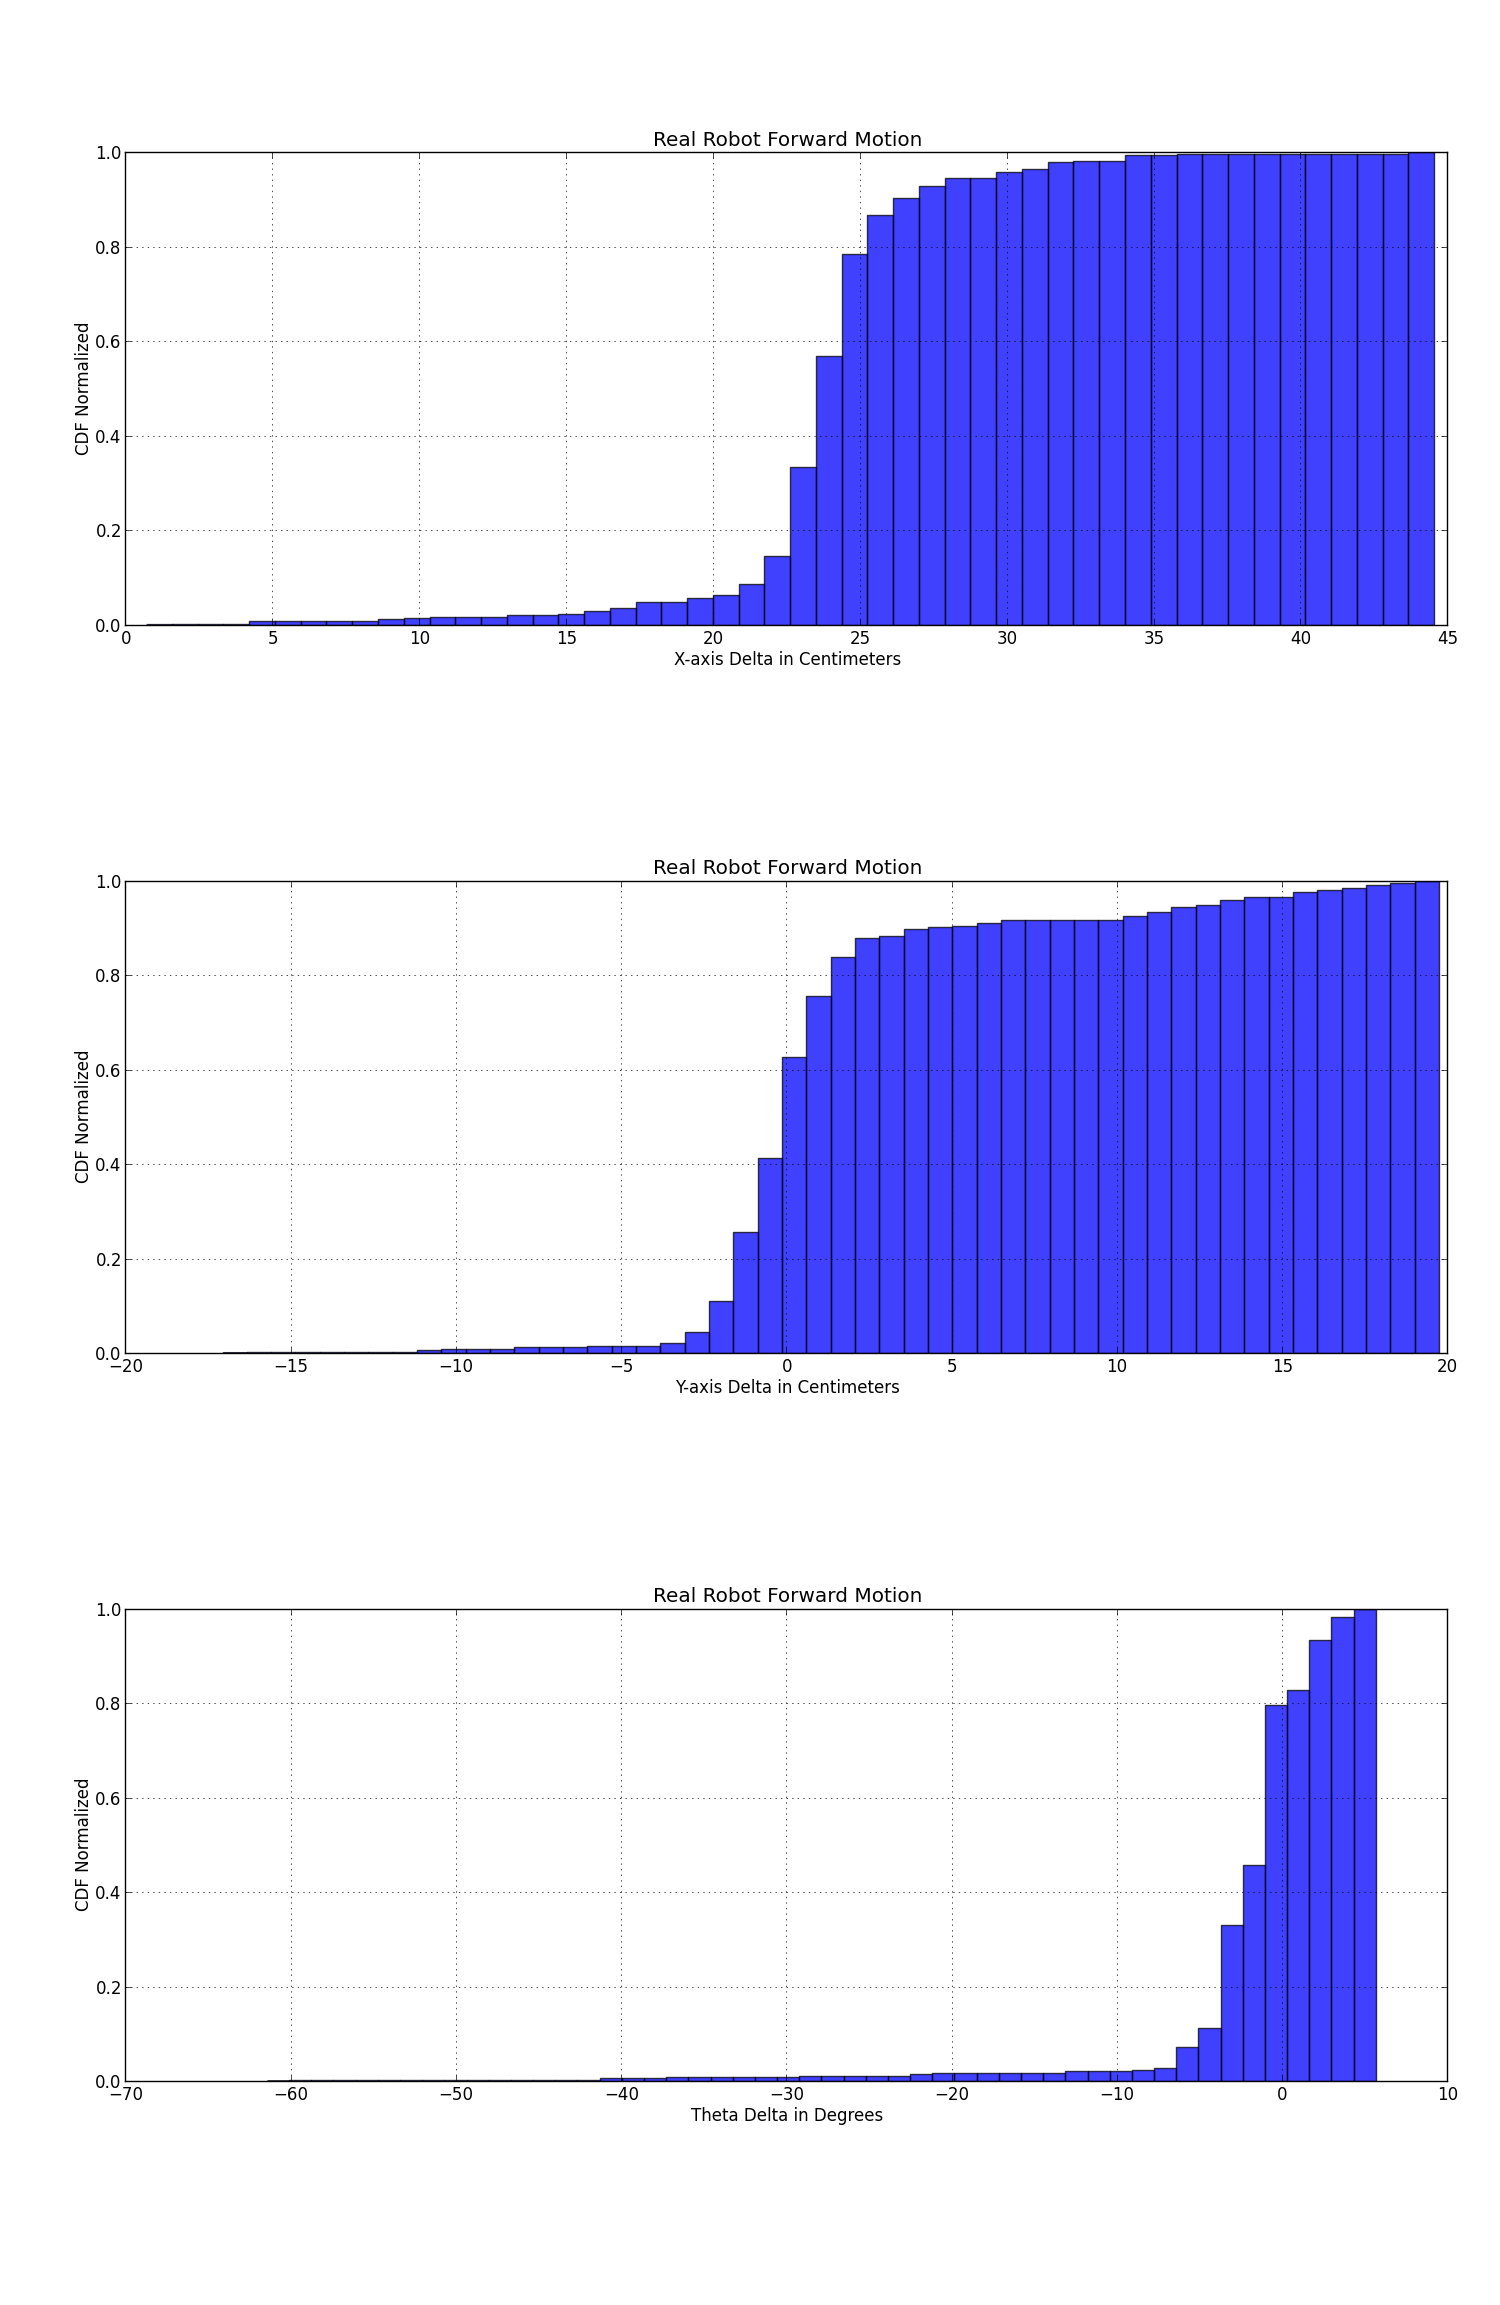 Real Robot Forward Motion
1.0
0.8
0.6
0.4
0.2
0.0
CDF Normalized
0 5 10 15 20 25 30 35 40 45
X-axis Delta in Centimeters
Real Robot Forward Motion
1.0
0.8
0.6
0.4
0.2
0.0
CDF Normalized
−20 −15 −10 −5 0 5 10 15 20
Y-axis Delta in Centimeters
Real Robot Forward Motion
1.0
0.8
0.6
0.4
0.2
0.0
CDF Normalized
−70 −60 −50 −40 −30 −20 −10 0 10
Theta Delta in Degrees